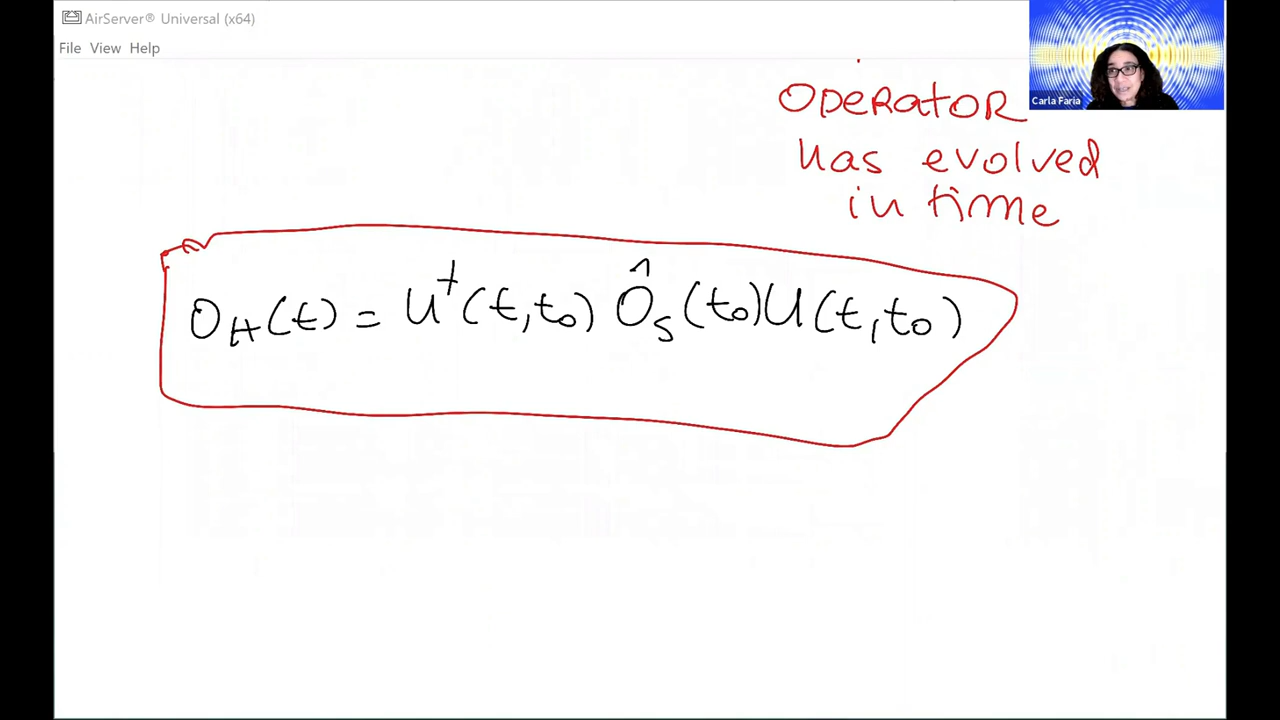 AirServer® Universal (x64)
File View Help
Carla Faria
OPERATOR
has evolved
in time
O_H(t) = U†(t,t₀) Ô_S(t₀)U(t,t₀)